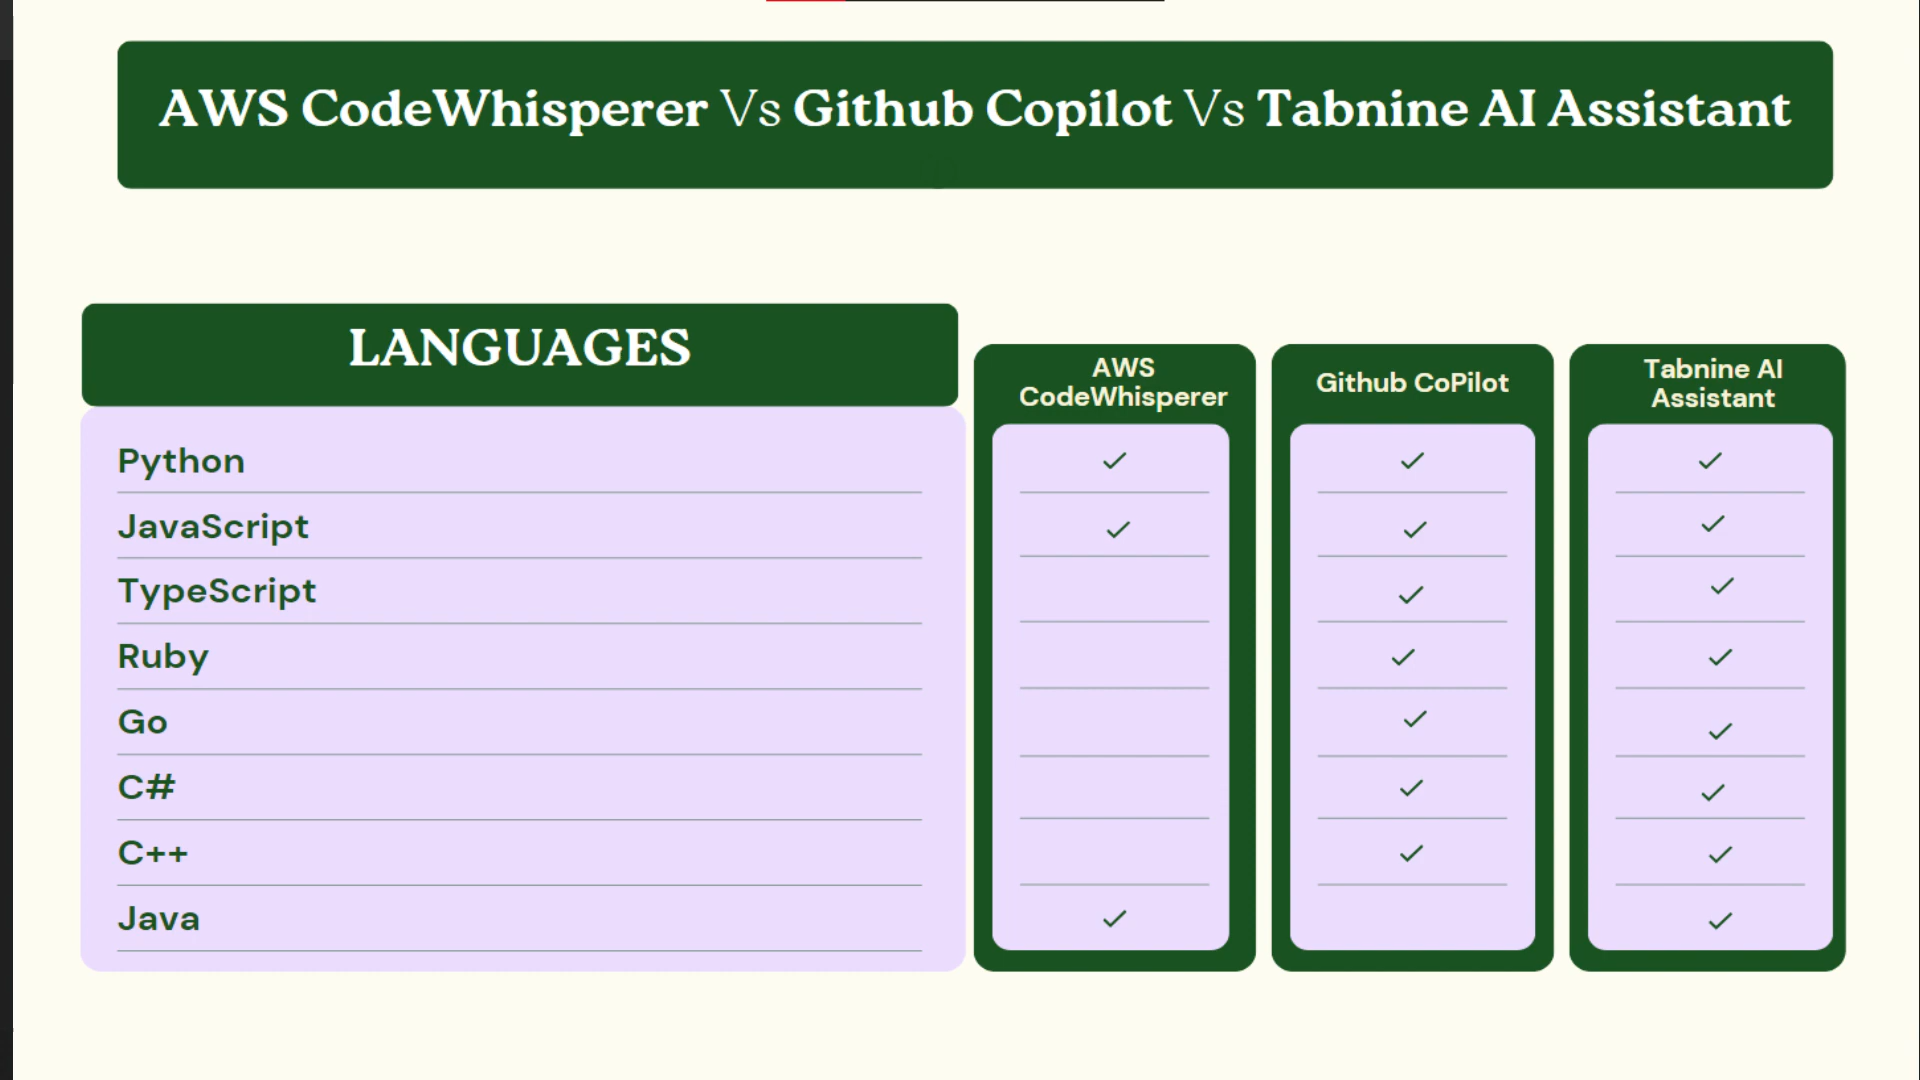 AWS CodeWhisperer Vs Github Copilot Vs Tabnine AI Assistant
LANGUAGES
AWS
CodeWhisperer
Github CoPilot
Tabnine AI
Assistant
Python ✓ ✓ ✓
JavaScript ✓ ✓ ✓
TypeScript ✓ ✓
Ruby ✓ ✓
Go ✓ ✓
C# ✓ ✓
C++ ✓ ✓
Java ✓ ✓